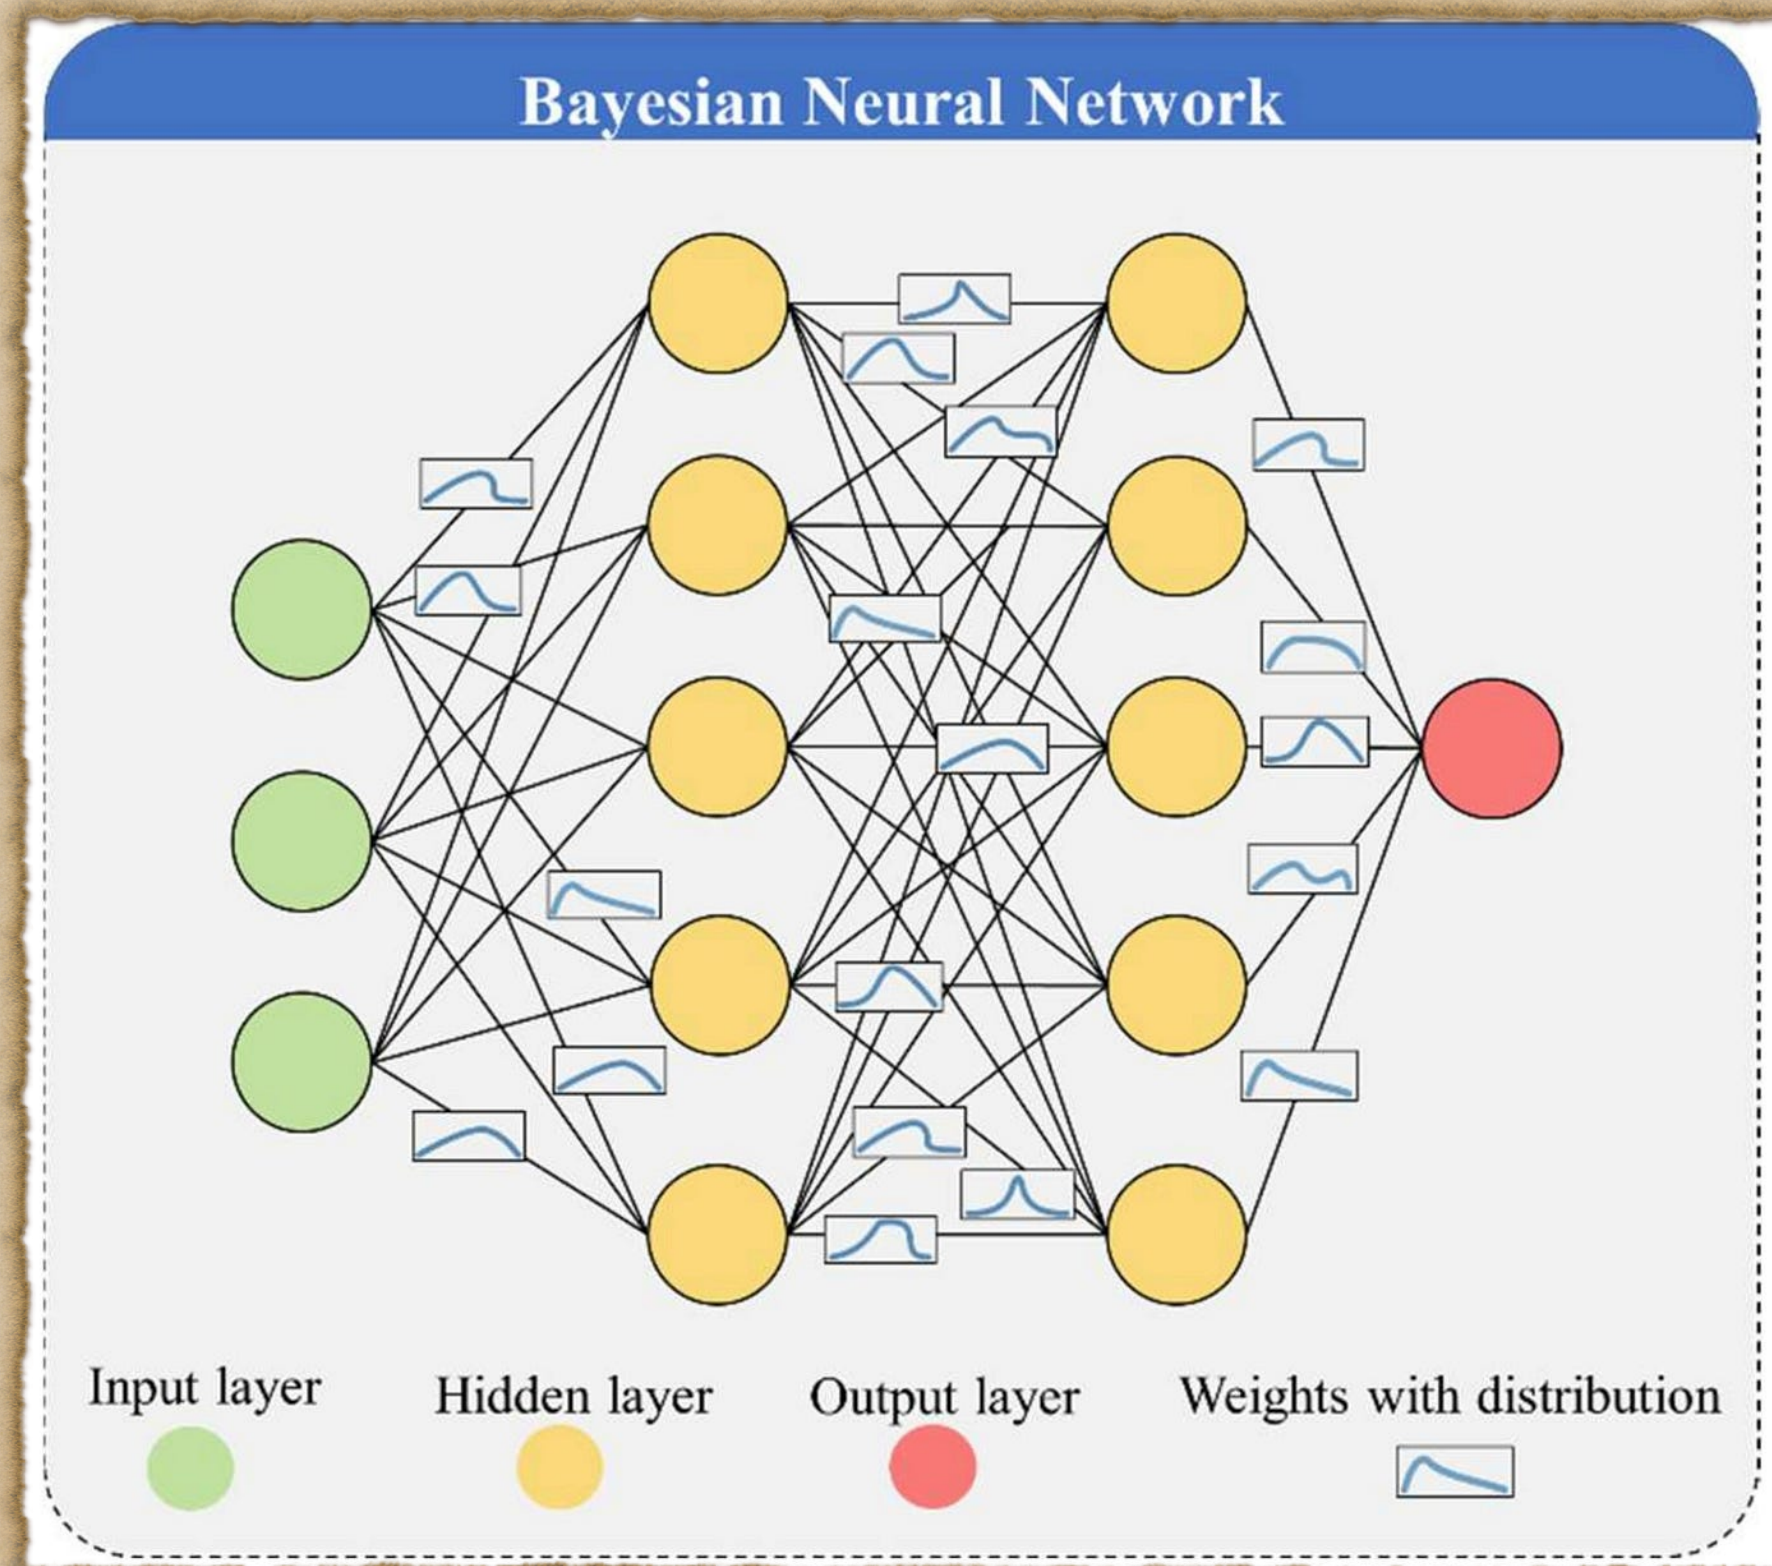 Bayesian Neural Network
Input layer
Hidden layer
Output layer
Weights with distribution